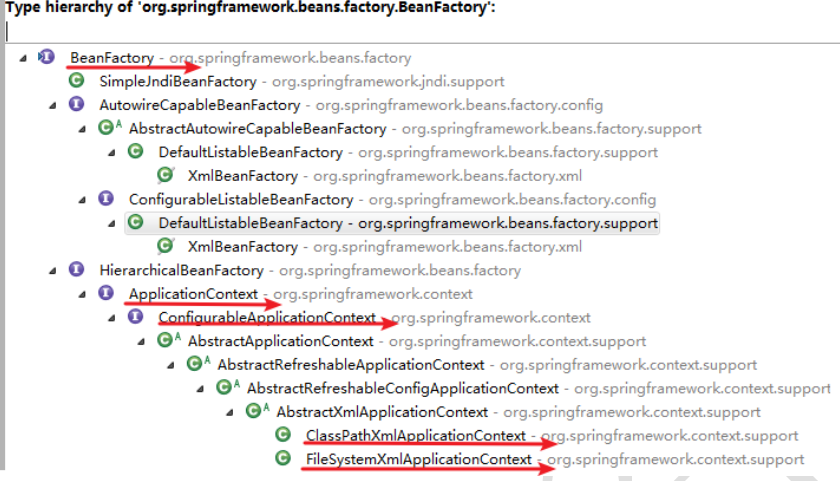 Type hierarchy of 'org.springframework.beans.factory.BeanFactory':
BeanFactory - org.springframework.beans.factory
SimpleJndiBeanFactory - org.springframework.jndi.support
AutowireCapableBeanFactory - org.springframework.beans.factory.config
AbstractAutowireCapableBeanFactory - org.springframework.beans.factory.support
DefaultListableBeanFactory - org.springframework.beans.factory.support
XmlBeanFactory - org.springframework.beans.factory.xml
ConfigurableListableBeanFactory - org.springframework.beans.factory.config
DefaultListableBeanFactory - org.springframework.beans.factory.support
XmlBeanFactory - org.springframework.beans.factory.xml
HierarchicalBeanFactory - org.springframework.beans.factory
ApplicationContext - org.springframework.context
ConfigurableApplicationContext - org.springframework.context
AbstractApplicationContext - org.springframework.context.support
AbstractRefreshableApplicationContext - org.springframework.context.support
AbstractRefreshableConfigApplicationContext - org.springframework.context.support
AbstractXmlApplicationContext - org.springframework.context.support
ClassPathXmlApplicationContext - org.springframework.context.support
FileSystemXmlApplicationContext - org.springframework.context.support